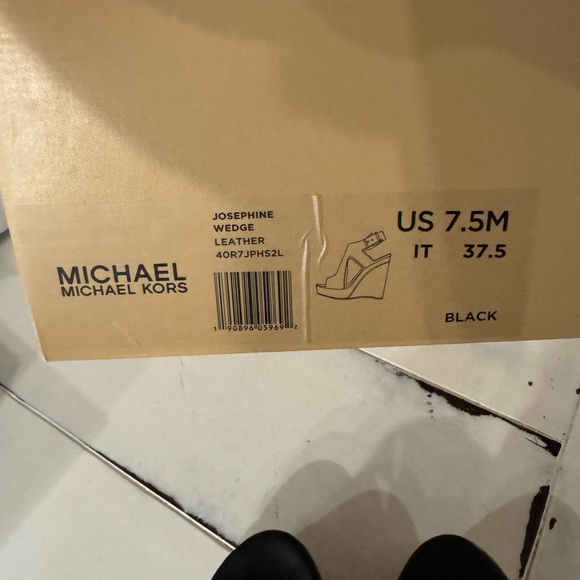 JOSEPHINE
WEDGE
LEATHER
40R7JPHS2L
MICHAEL
MICHAEL KORS
1 90896 05969 2
US 7.5M
IT 37.5
BLACK